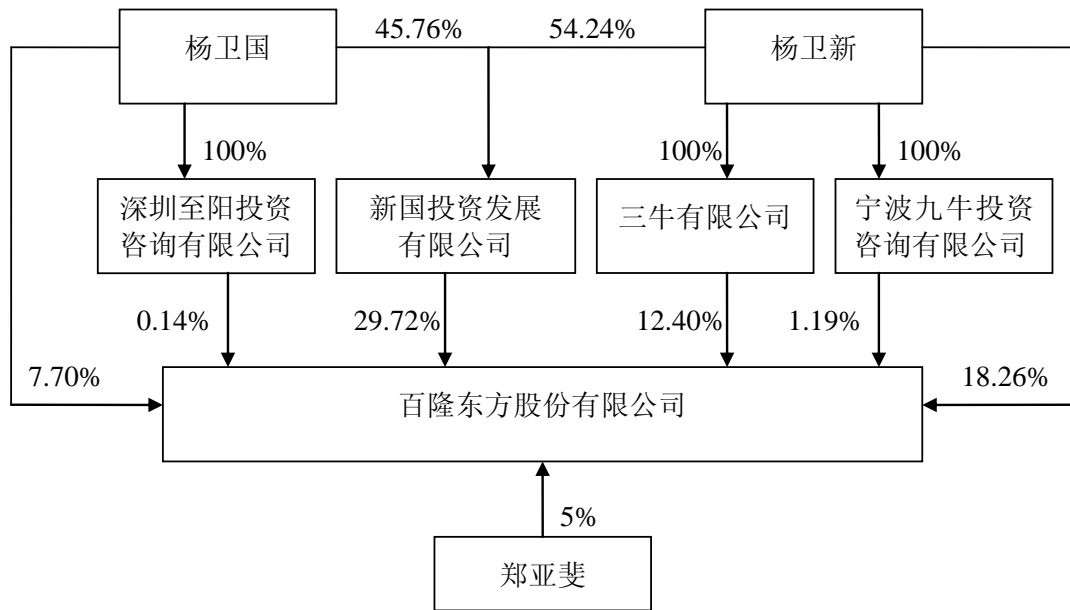 杨卫国
45.76%
54.24%
杨卫新
100%
100%
100%
深圳至阳投资
咨询有限公司
新国投资发展
有限公司
三牛有限公司
宁波九牛投资
咨询有限公司
0.14%
29.72%
12.40%
1.19%
7.70%
百隆东方股份有限公司
18.26%
5%
郑亚斐